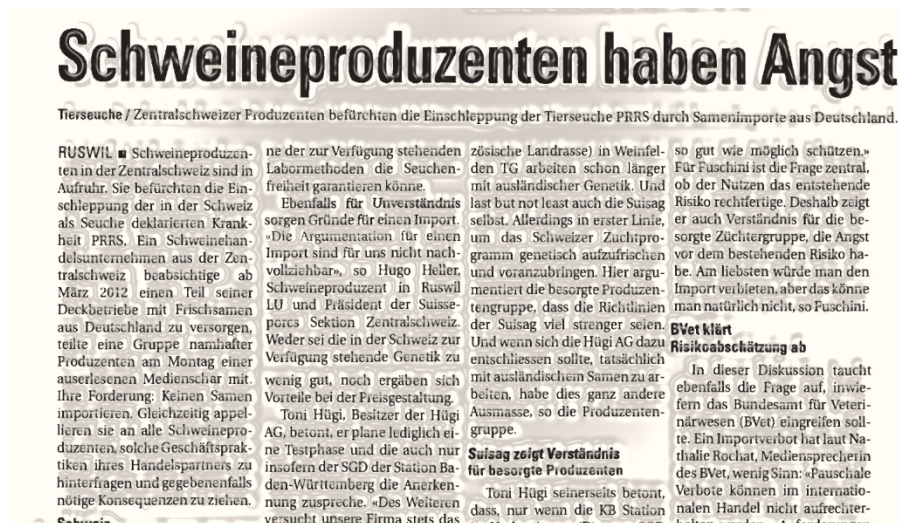 Schweineproduzenten haben Angst
Tierseuche / Zentralschweizer Produzenten befürchten die Einschleppung der Tierseuche PRRS durch Samenimporte aus Deutschland.
RUSWIL ■ Schweineproduzen-
ten in der Zentralschweiz sind in
Aufruhr. Sie befürchten die Ein-
schleppung der in der Schweiz
als Seuche deklarierten Krank-
heit PRRS. Ein Schweinehan-
delsunternehmen aus der Zen-
tralschweiz beabsichtige ab
März 2012 einen Teil seiner
Deckbetriebe mit Frischsamen
aus Deutschland zu versorgen,
teilte eine Gruppe namhafter
Produzenten am Montag einer
auserlesenen Medienschar mit.
Ihre Forderung: Keinen Samen
importieren. Gleichzeitig appel-
lieren sie an alle Schweinepro-
duzenten, solche Geschäftsprak-
tiken ihres Handelspartners zu
hinterfragen und gegebenenfalls
nötige Konsequenzen zu ziehen.
Schweiz
ne der zur Verfügung stehenden
Labormethoden die Seuchen-
freiheit garantieren könne.
Ebenfalls für Unverständnis
sorgen Gründe für einen Import.
«Die Argumentation für einen
Import sind für uns nicht nach-
vollziehbar», so Hugo Heller,
Schweineproduzent in Ruswil
LU und Präsident der Suisse-
porcs Sektion Zentralschweiz.
Weder sei die in der Schweiz zur
Verfügung stehende Genetik zu
wenig gut, noch ergäben sich
Vorteile bei der Preisgestaltung.
Toni Hügi, Besitzer der Hügi
AG, betont, er plane lediglich ei-
ne Testphase und die auch nur
insofern der SGD der Station Ba-
den-Württemberg die Anerken-
nung zuspreche. «Des Weiteren
versucht unsere Firma stets das
zösische Landrasse) in Weinfel-
den TG arbeiten schon länger
mit ausländischer Genetik. Und
last but not least auch die Suisag
selbst. Allerdings in erster Linie,
um das Schweizer Zuchtpro-
gramm genetisch aufzufrischen
und voranzubringen. Hier argu-
mentiert die besorgte Produzen-
tengruppe, dass die Richtlinien
der Suisag viel strenger seien.
Und wenn sich die Hügi AG dazu
entschliessen sollte, tatsächlich
mit ausländischem Samen zu ar-
beiten, habe dies ganz andere
Ausmasse, so die Produzenten-
gruppe.
Suisag zeigt Verständnis
für besorgte Produzenten
Toni Hügi seinerseits betont,
dass, nur wenn die KB Station
so gut wie möglich schützen.»
Für Fuschini ist die Frage zentral,
ob der Nutzen das entstehende
Risiko rechtfertige. Deshalb zeigt
er auch Verständnis für die be-
sorgte Züchtergruppe, die Angst
vor dem bestehenden Risiko ha-
be. Am liebsten würde man den
Import verbieten, aber das könne
man natürlich nicht, so Fuschini.
BVet klärt
Risikoabschätzung ab
In dieser Diskussion taucht
ebenfalls die Frage auf, inwie-
fern das Bundesamt für Veteri-
närwesen (BVet) eingreifen soll-
te. Ein Importverbot hat laut Na-
thalie Rochat, Mediensprecherin
des BVet, wenig Sinn: «Pauschale
Verbote können im internatio-
nalen Handel nicht aufrechter-